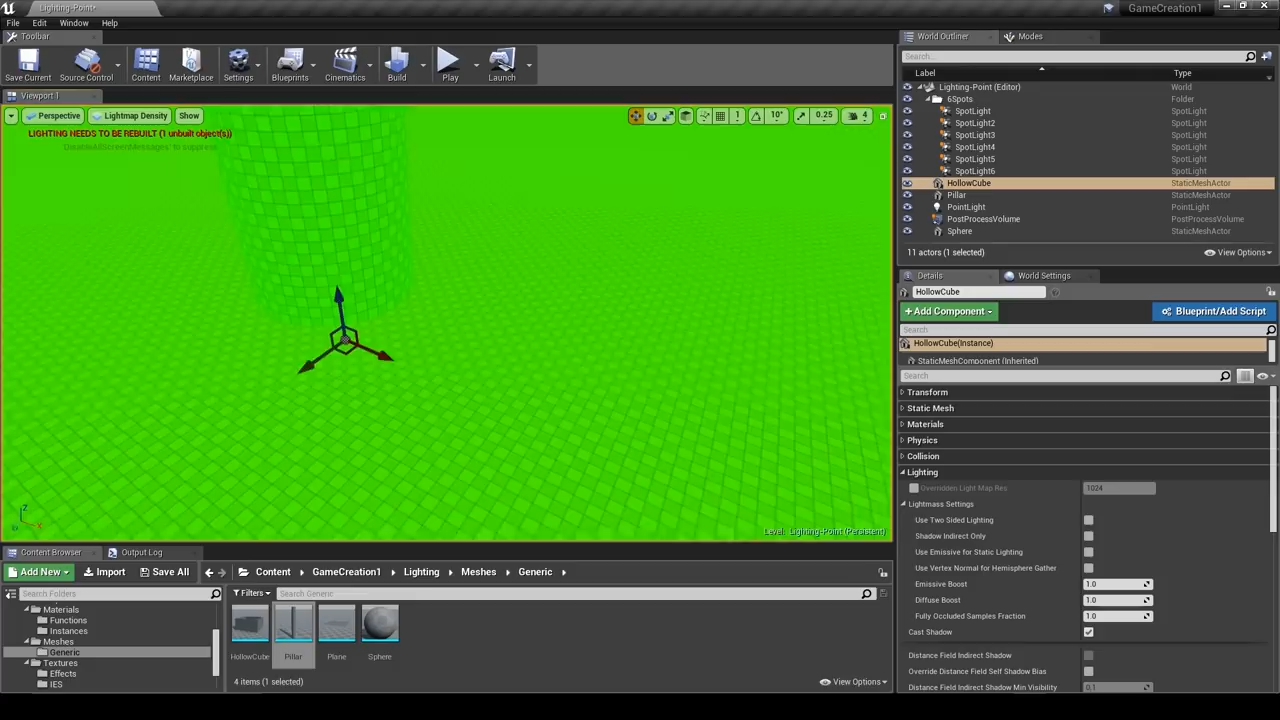 Lighting-Point*
GameCreation1
File Edit Window Help
Toolbar
Save Current Source Control Content Marketplace Settings Blueprints Cinematics Build Play Launch
Viewport 1
Perspective Lightmap Density Show
1 10° 0.25 4
LIGHTING NEEDS TO BE REBUILT (1 unbuilt object(s))
'DisableAllScreenMessages' to suppress
Level: Lighting-Point (Persistent)
World Outliner Modes
Search...
Label Type
Lighting-Point (Editor) World
6Spots Folder
SpotLight SpotLight
SpotLight2 SpotLight
SpotLight3 SpotLight
SpotLight4 SpotLight
SpotLight5 SpotLight
SpotLight6 SpotLight
HollowCube StaticMeshActor
Pillar StaticMeshActor
PointLight PointLight
PostProcessVolume PostProcessVolume
Sphere StaticMeshActor
11 actors (1 selected) View Options
Details World Settings
HollowCube
+Add Component Blueprint/Add Script
Search
HollowCube(Instance)
StaticMeshComponent (Inherited)
Search
Transform
Static Mesh
Materials
Physics
Collision
Lighting
Overridden Light Map Res 1024
Lightmass Settings
Use Two Sided Lighting
Shadow Indirect Only
Use Emissive for Static Lighting
Use Vertex Normal for Hemisphere Gather
Emissive Boost 1.0
Diffuse Boost 1.0
Fully Occluded Samples Fraction 1.0
Cast Shadow
Distance Field Indirect Shadow
Override Distance Field Self Shadow Bias
Distance Field Indirect Shadow Min Visibility 0.1
Content Browser Output Log
Add New Import Save All Content GameCreation1 Lighting Meshes Generic
Search Folders
Materials
Functions
Instances
Meshes
Generic
Textures
Effects
IES
Filters Search Generic
HollowCube Pillar Plane Sphere
4 items (1 selected) View Options